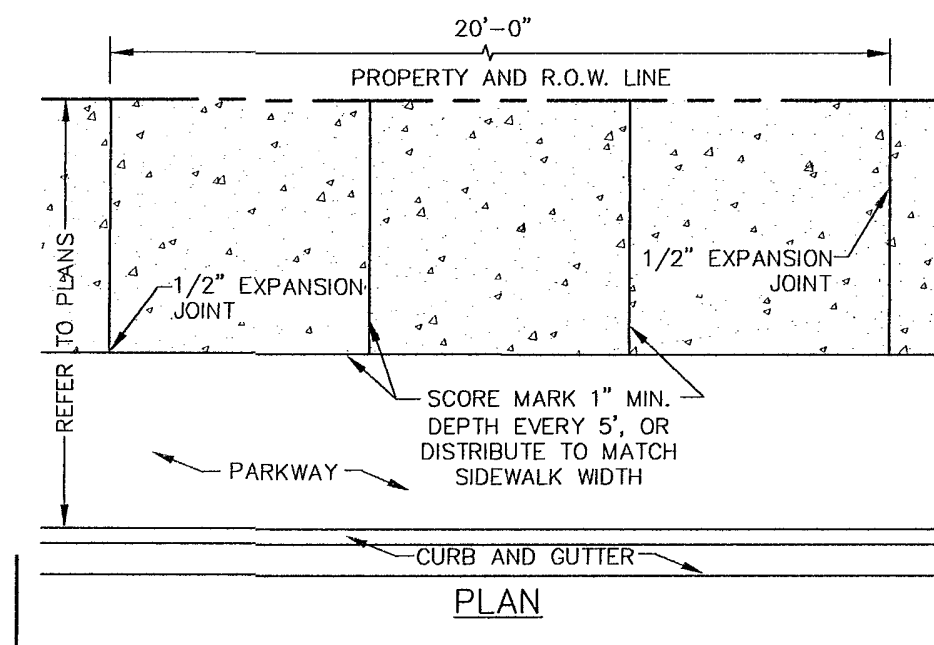 20'-0"
PROPERTY AND R.O.W. LINE
REFER TO PLANS
1/2" EXPANSION
JOINT
1/2" EXPANSION
JOINT
SCORE MARK 1" MIN.
DEPTH EVERY 5', OR
DISTRIBUTE TO MATCH
SIDEWALK WIDTH
PARKWAY
CURB AND GUTTER
PLAN